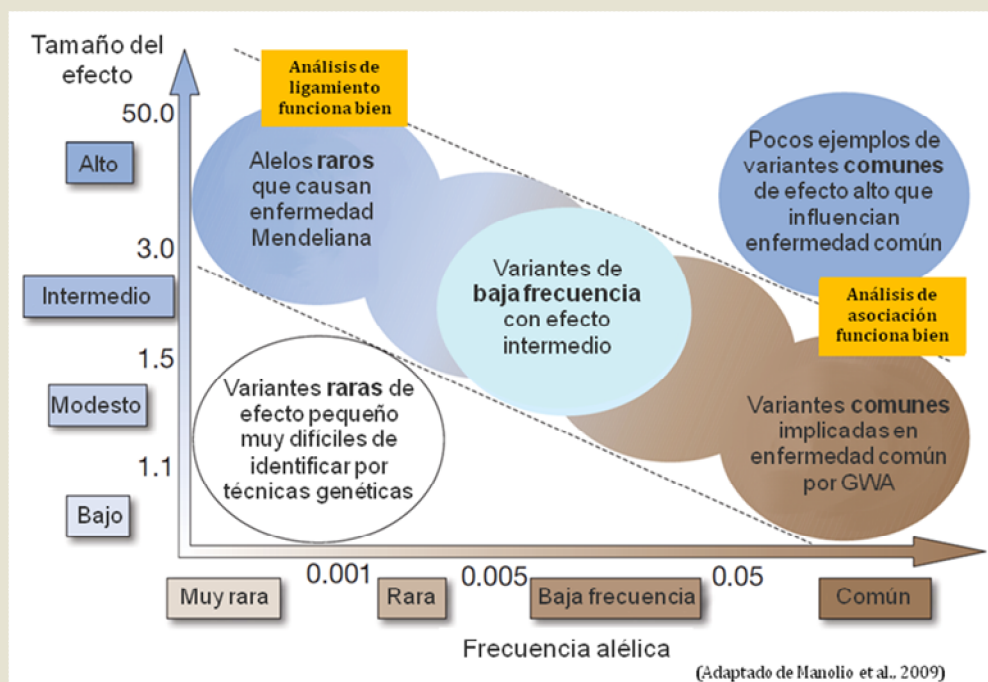 Tamaño del
efecto
50.0
Alto
3.0
Intermedio
1.5
Modesto
1.1
Bajo
Análisis de
ligamiento
funciona bien
Alelos raros
que causan
enfermedad
Mendeliana
Variantes de
baja frecuencia
con efecto
intermedio
Pocos ejemplos de
variantes comunes
de efecto alto que
influencian
enfermedad común
Análisis de
asociación
funciona bien
Variantes raras de
efecto pequeño
muy difíciles de
identificar por
técnicas genéticas
Variantes comunes
implicadas en
enfermedad común
por GWA
0.001
0.005
0.05
Muy rara
Rara
Baja frecuencia
Común
Frecuencia alélica
(Adaptado de Manolio et al., 2009)